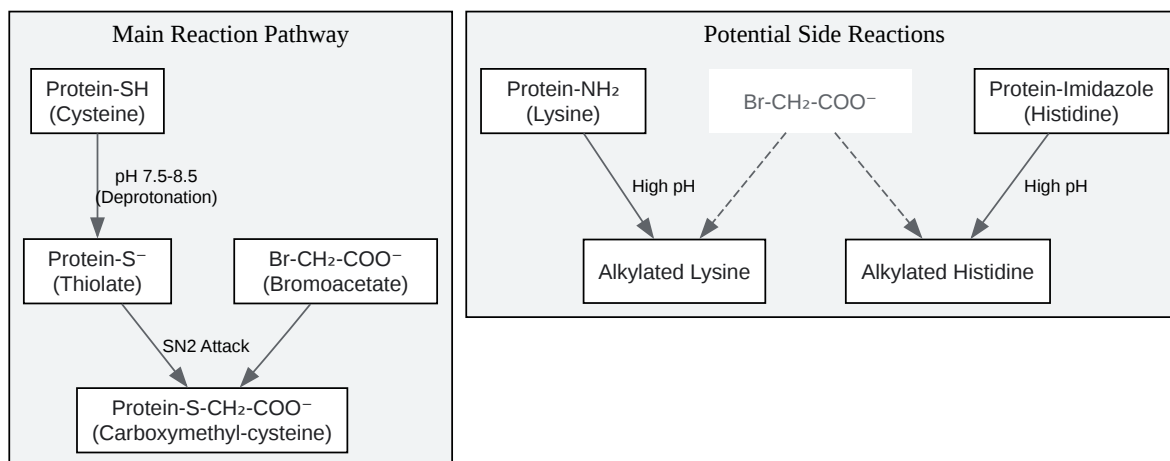 Main Reaction Pathway
Protein-SH
(Cysteine)
pH 7.5-8.5
(Deprotonation)
Protein-S⁻
(Thiolate)
Br-CH₂-COO⁻
(Bromoacetate)
SN2 Attack
Protein-S-CH₂-COO⁻
(Carboxymethyl-cysteine)
Potential Side Reactions
Protein-NH₂
(Lysine)
Br-CH₂-COO⁻
Protein-Imidazole
(Histidine)
High pH
High pH
Alkylated Lysine
Alkylated Histidine